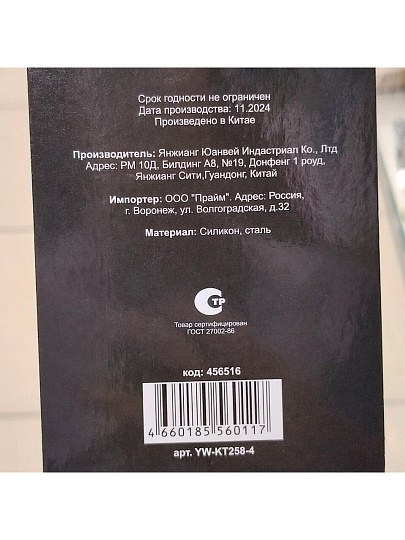 Срок годности не ограничен
Дата производства: 11.2024
Произведено в Китае
Производитель: Янжианг Юанвей Индастриал Ко., Лтд
Адрес: РМ 10Д, Билдинг А8, №19, Донфенг 1 роуд,
Янжианг Сити,Гуандонг, Китай
Импортер: ООО "Прайм". Адрес: Россия,
г. Воронеж, ул. Волгоградская, д.32
Материал: Силикон, сталь
СТР
Товар сертифицирован
ГОСТ 27002-86
код: 456516
4 660185 560117
арт. YW-KT258-4